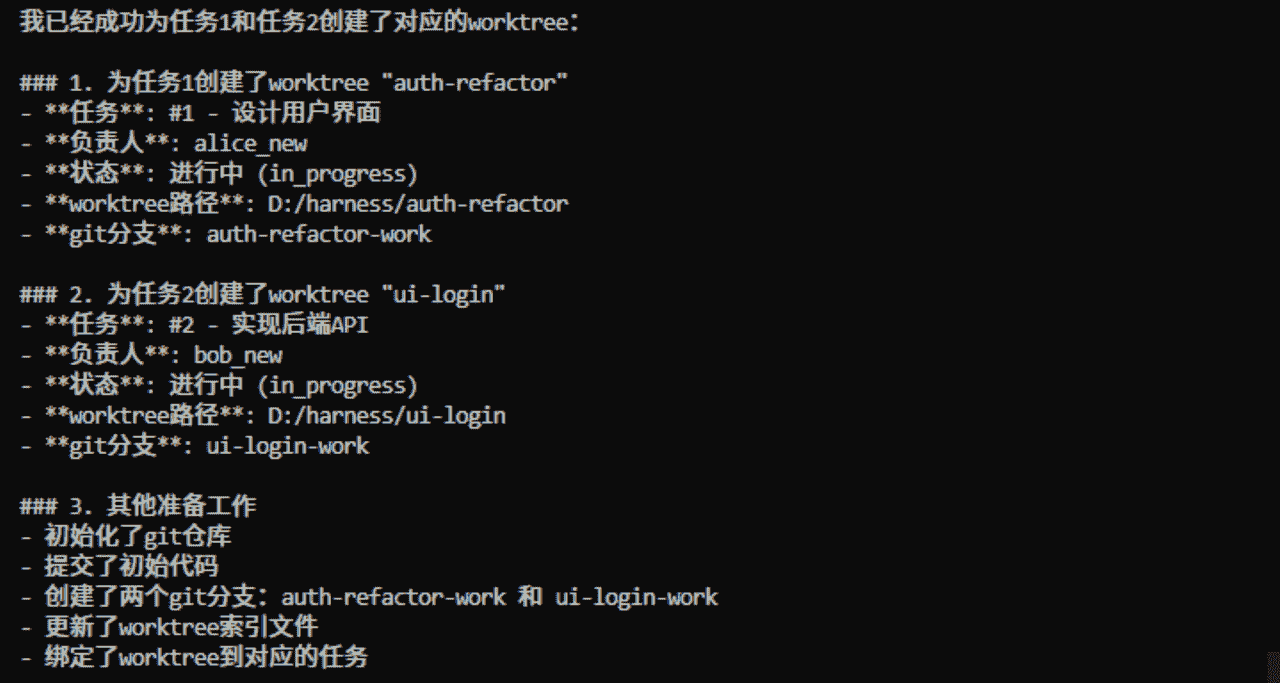 我已经成功为任务1和任务2创建了对应的worktree：
### 1. 为任务1创建了worktree "auth-refactor"
- **任务**: #1 - 设计用户界面
- **负责人**: alice_new
- **状态**: 进行中 (in_progress)
- **worktree路径**: D:/harness/auth-refactor
- **git分支**: auth-refactor-work
### 2. 为任务2创建了worktree "ui-login"
- **任务**: #2 - 实现后端API
- **负责人**: bob_new
- **状态**: 进行中 (in_progress)
- **worktree路径**: D:/harness/ui-login
- **git分支**: ui-login-work
### 3. 其他准备工作
- 初始化了git仓库
- 提交了初始代码
- 创建了两个git分支：auth-refactor-work 和 ui-login-work
- 更新了worktree索引文件
- 绑定了worktree到对应的任务